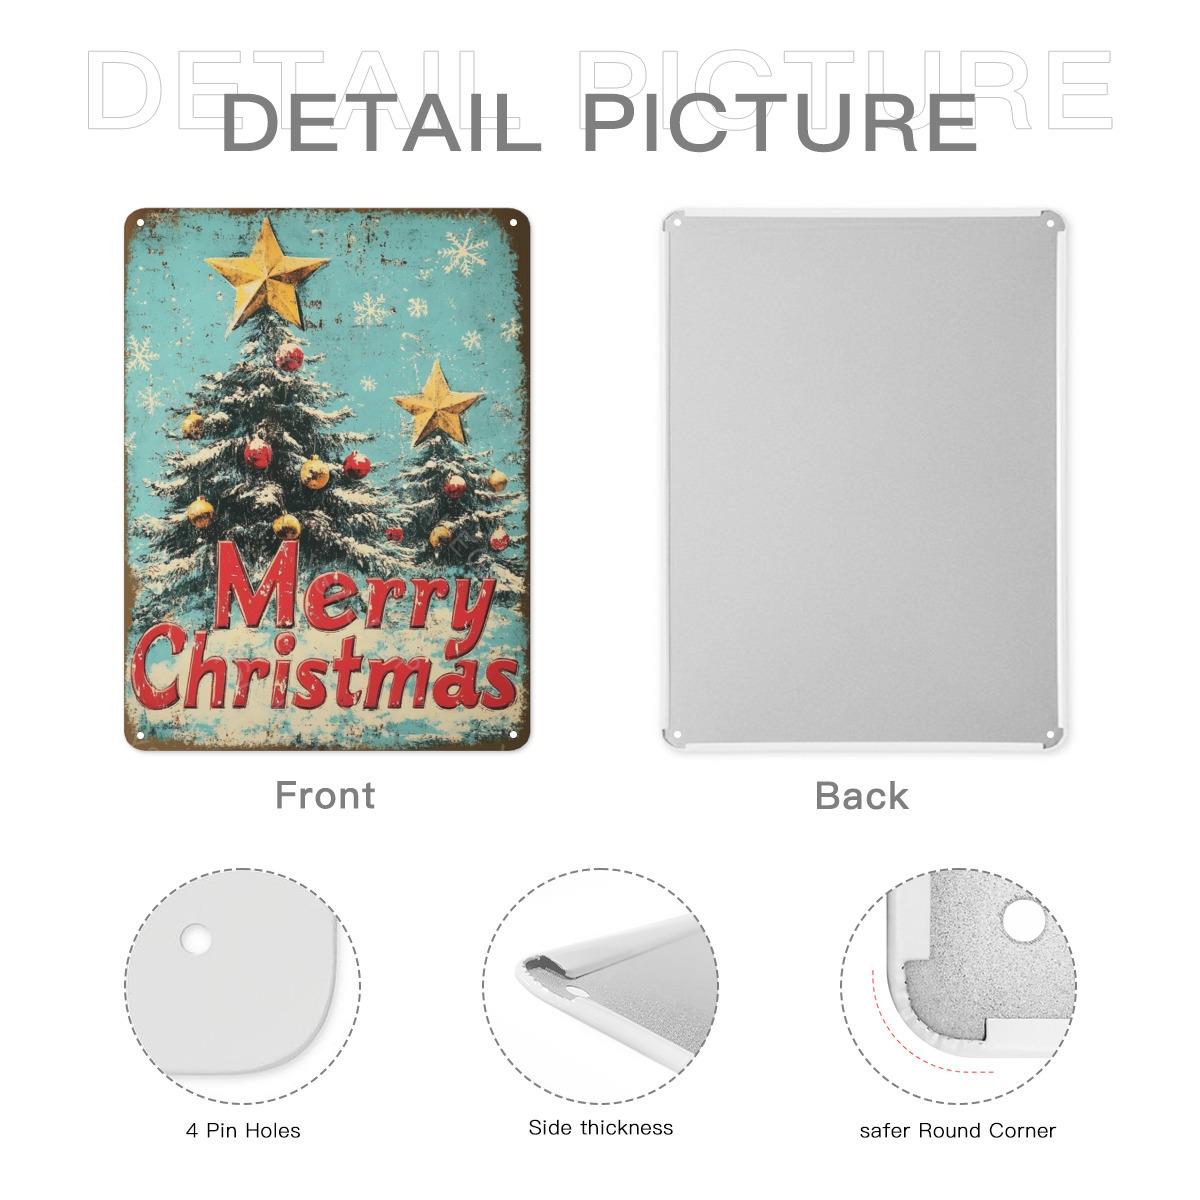 DETAIL PICTURE
DETAIL PICTURE
Merry
Christmas
Front
Back
4 Pin Holes
Side thickness
safer Round Corner